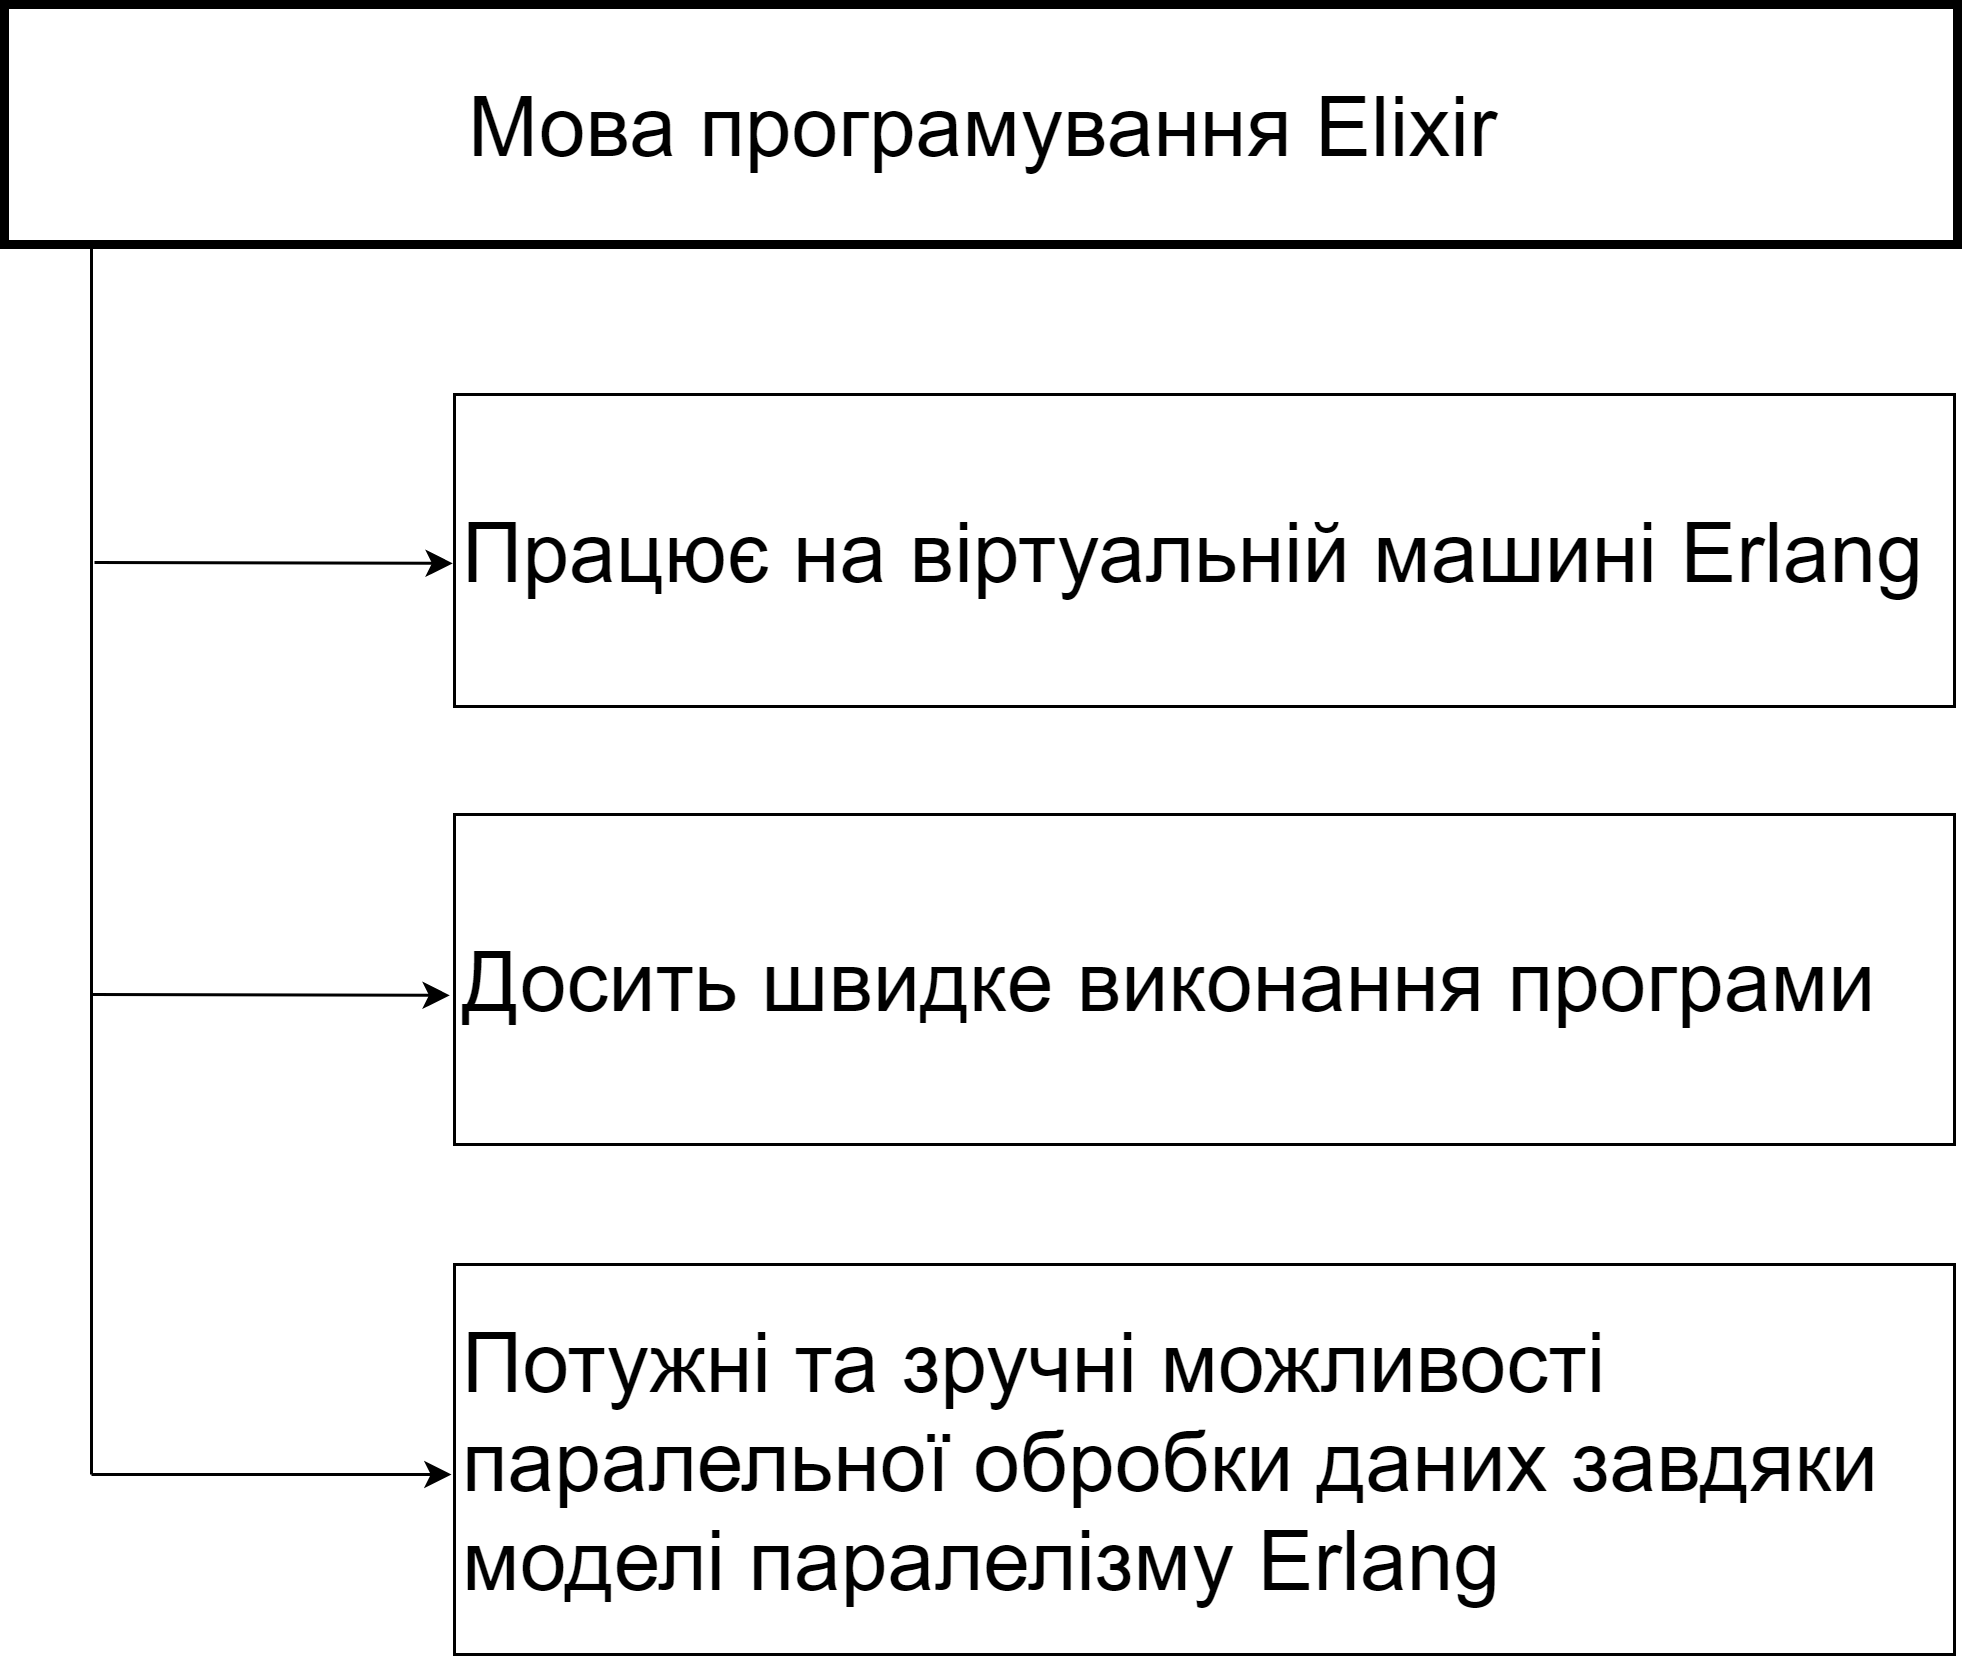 Мова програмування Elixir
Працює на віртуальній машині Erlang
Досить швидке виконання програми
Потужні та зручні можливості
паралельної обробки даних завдяки
моделі паралелізму Erlang